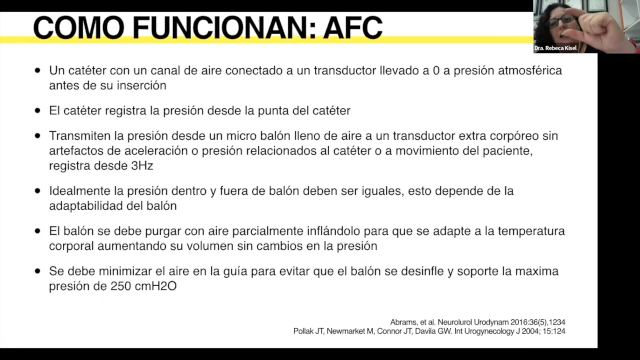 COMO FUNCIONAN: AFC
Dra. Rebeca Kisel
• Un catéter con un canal de aire conectado a un transductor llevado a 0 a presión atmosférica
antes de su inserción
• El catéter registra la presión desde la punta del catéter
• Transmiten la presión desde un micro balón lleno de aire a un transductor extra corpóreo sin
artefactos de aceleración o presión relacionados al catéter o a movimiento del paciente,
registra desde 3Hz
• Idealmente la presión dentro y fuera de balón deben ser iguales, esto depende de la
adaptabilidad del balón
• El balón se debe purgar con aire parcialmente inflándolo para que se adapte a la temperatura
corporal aumentando su volumen sin cambios en la presión
• Se debe minimizar el aire en la guía para evitar que el balón se desinfle y soporte la maxima
presión de 250 cmH2O
Abrams, et al. Neurolurol Urodynam 2016:36(5),1234
Pollak JT, Newmarket M, Connor JT, Davila GW. Int Urogynecology J 2004; 15:124